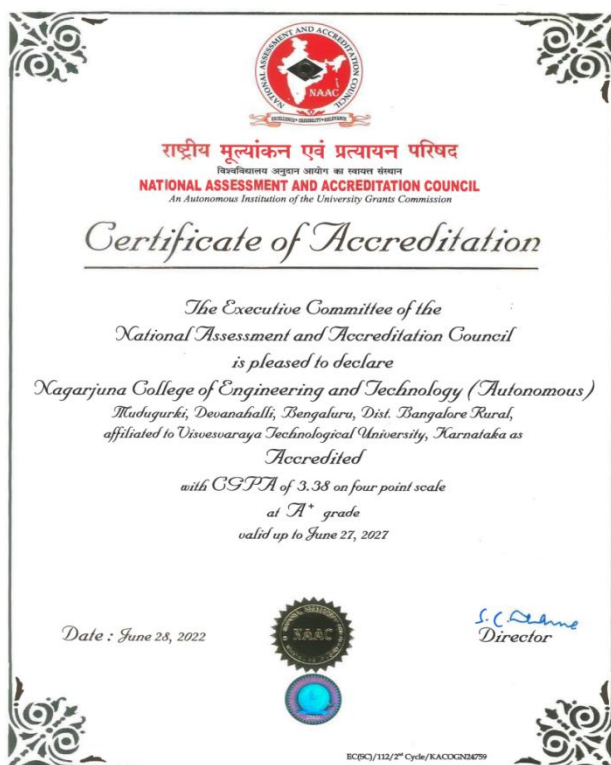 NATIONAL ASSESSMENT AND ACCREDITATION COUNCIL
NAAC
EXCELLENCE • CREDIBILITY • RELEVANCE
राष्ट्रीय मूल्यांकन एवं प्रत्यायन परिषद
विश्वविद्यालय अनुदान आयोग का स्वायत्त संस्थान
NATIONAL ASSESSMENT AND ACCREDITATION COUNCIL
An Autonomous Institution of the University Grants Commission
Certificate of Accreditation
The Executive Committee of the
National Assessment and Accreditation Council
is pleased to declare
Nagarjuna College of Engineering and Technology (Autonomous)
Mudugurki, Devanahalli, Bengaluru, Dist. Bangalore Rural,
affiliated to Visvesvaraya Technological University, Karnataka as
Accredited
with CGPA of 3.38 on four point scale
at A⁺ grade
valid up to June 27, 2027
Date : June 28, 2022
NAAC
Director
EC(SC)/112/2ⁿᵈ Cycle/KACOGN24759